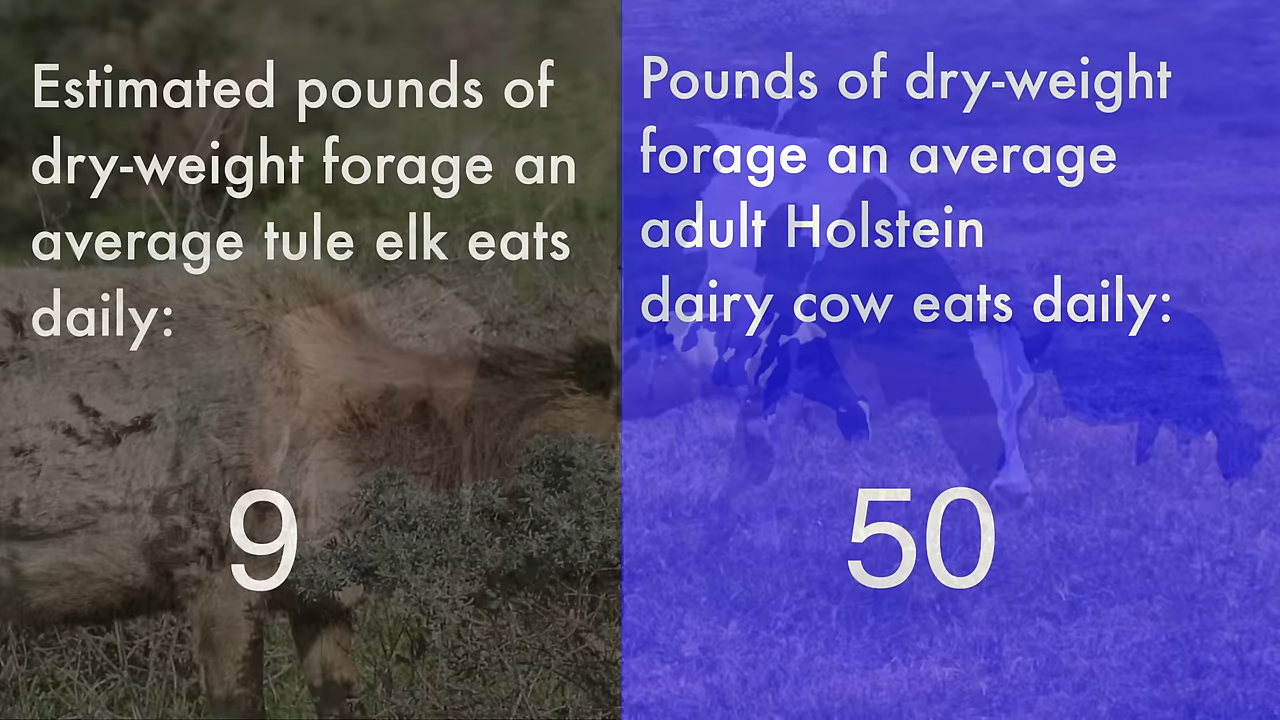 Estimated pounds of
dry-weight forage an
average tule elk eats
daily:
9
Pounds of dry-weight
forage an average
adult Holstein
dairy cow eats daily:
50